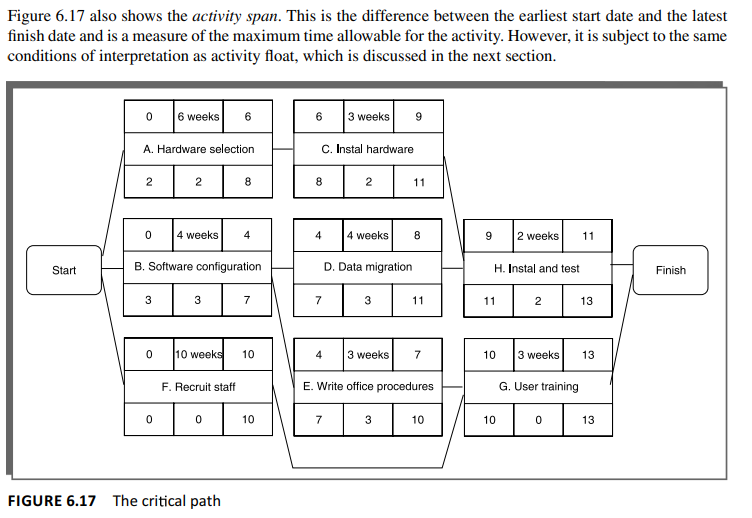 Figure 6.17 also shows the activity span. This is the difference between the earliest start date and the latest
finish date and is a measure of the maximum time allowable for the activity. However, it is subject to the same
conditions of interpretation as activity float, which is discussed in the next section.
0 6 weeks 6
A. Hardware selection
2 2 8
6 3 weeks 9
C. Instal hardware
8 2 11
0 4 weeks 4
B. Software configuration
3 3 7
4 4 weeks 8
D. Data migration
7 3 11
9 2 weeks 11
H. Instal and test
11 2 13
Start
Finish
0 10 weeks 10
F. Recruit staff
0 0 10
4 3 weeks 7
E. Write office procedures
7 3 10
10 3 weeks 13
G. User training
10 0 13
FIGURE 6.17 The critical path